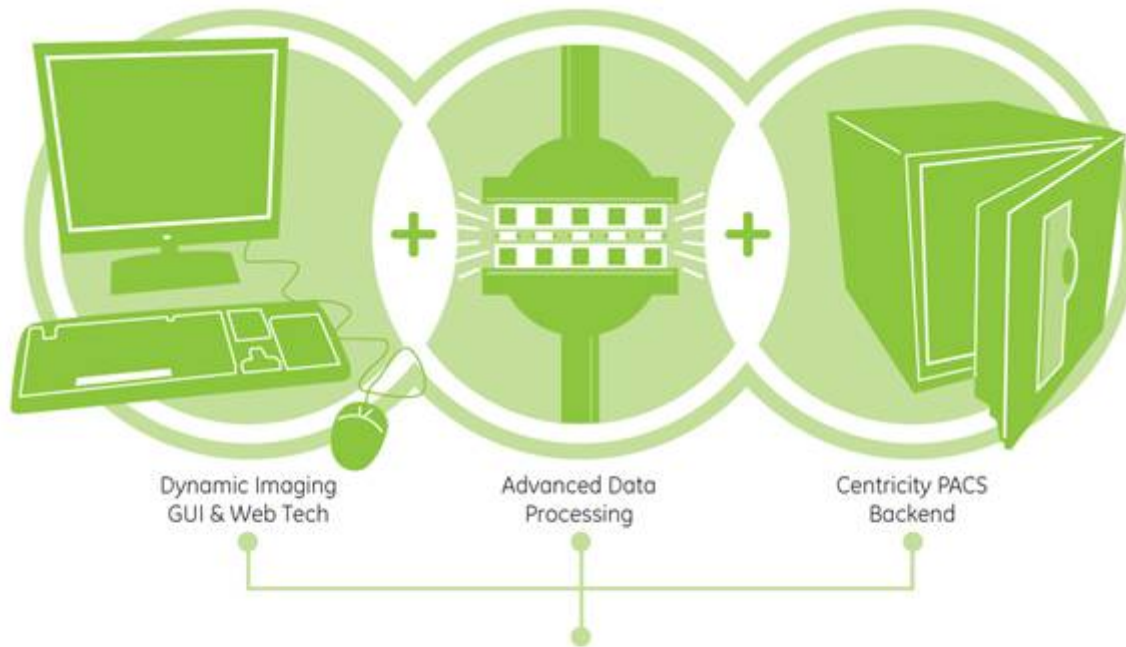 Dynamic Imaging
GUI & Web Tech
Advanced Data
Processing
Centricity PACS
Backend